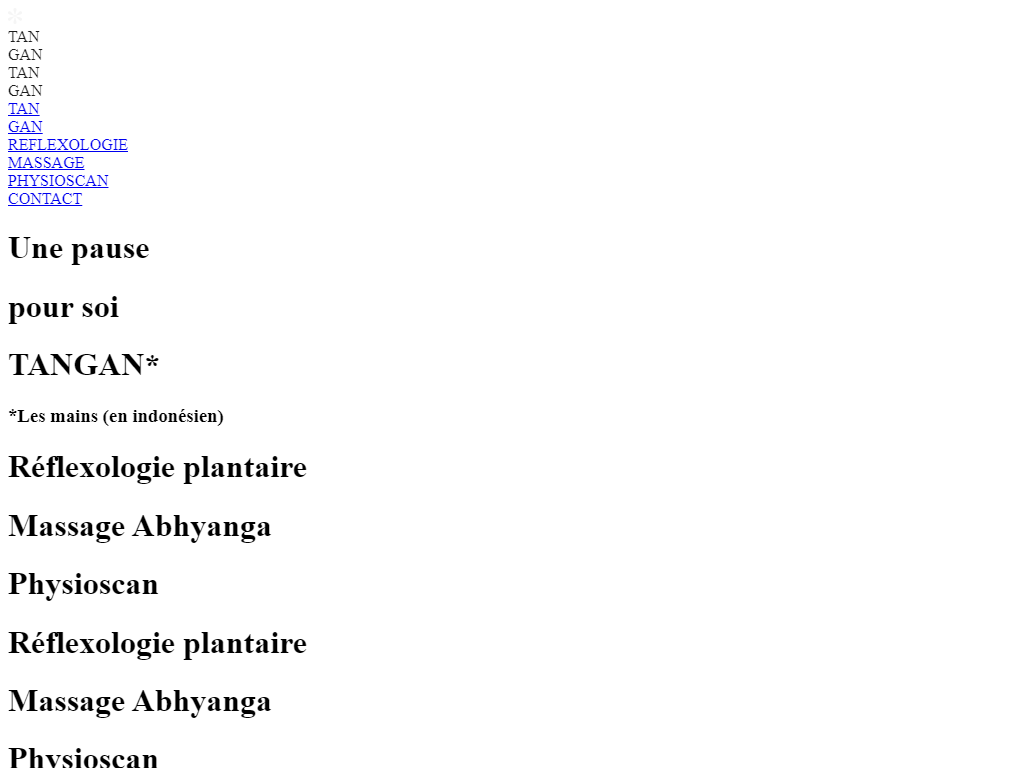 *
TAN
GAN
TAN
GAN
TAN
GAN
REFLEXOLOGIE
MASSAGE
PHYSIOSCAN
CONTACT
Une pause
pour soi
TANGAN*
*Les mains (en indonésien)
Réflexologie plantaire
Massage Abhyanga
Physioscan
Réflexologie plantaire
Massage Abhyanga
Physioscan